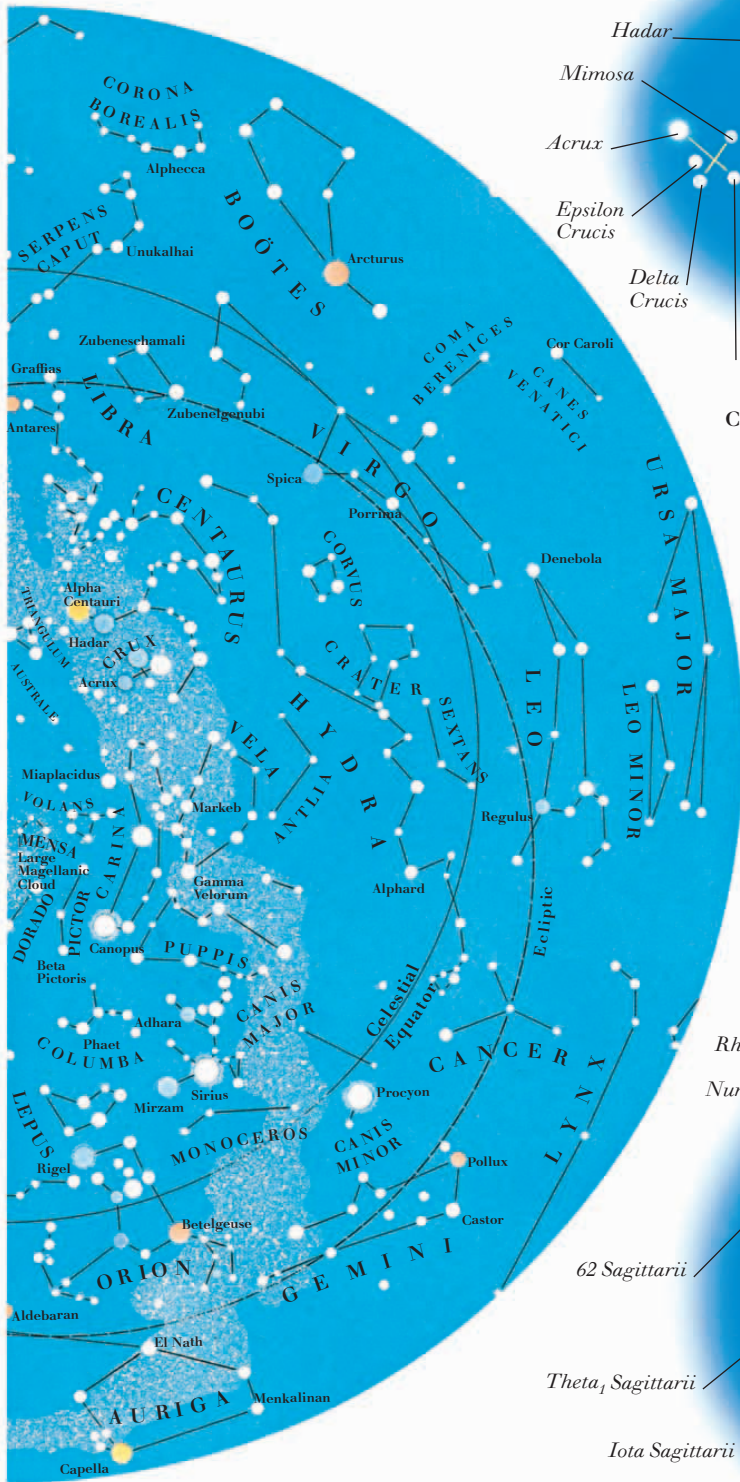 CORONA
BOREALIS
Alphecca
SERPENS
CAPUT
Unukalhai
BOÖTES
Arcturus
Zubeneschamali
COMA
BERENICES
Cor Caroli
CANES
VENATICI
Graffias
LIBRA
Zubenelgenubi
Antares
VIRGO
Spica
Porrima
URSA MAJOR
CENTAURUS
CORVUS
Denebola
Alpha
Centauri
TRIANGULUM
AUSTRALE
Hadar
CRUX
Acrux
CRATER
LEO
LEO MINOR
HYDRA
SEXTANS
VELA
ANTLIA
Miaplacidus
VOLANS
Markeb
Regulus
MENSA
Large
Magellanic
Cloud
CARINA
Gamma
Velorum
Alphard
DORADO
PICTOR
Canopus
PUPPIS
Beta
Pictoris
Ecliptic
Celestial
Equator
CANIS
MAJOR
Adhara
Phaet
COLUMBA
CANCER
LYNX
Sirius
Mirzam
Procyon
LEPUS
MONOCEROS
CANIS
MINOR
Rigel
Pollux
Betelgeuse
Castor
ORION
GEMINI
Aldebaran
El Nath
AURIGA
Menkalinan
Capella
Hadar
Mimosa
Acrux
Epsilon
Crucis
Delta
Crucis
C
Rh
Nun
62 Sagittarii
Theta₁ Sagittarii
Iota Sagittarii